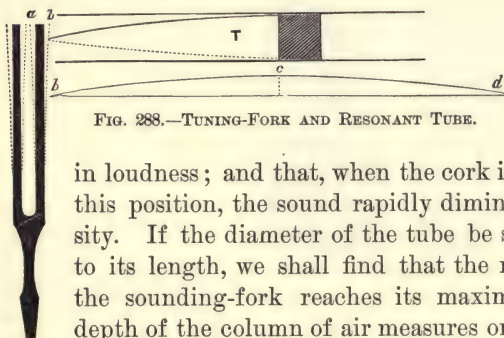 a l
T
c
b d
FIG. 288.—TUNING-FORK AND RESONANT TUBE.
in loudness; and that, when the cork i
this position, the sound rapidly dimin
sity. If the diameter of the tube be s
to its length, we shall find that the r
the sounding-fork reaches its maxim
depth of the column of air measures or